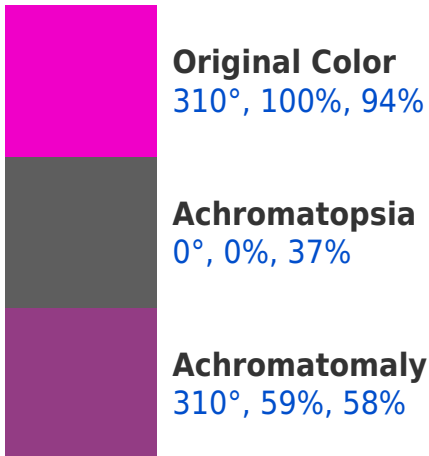 Original Color
310°, 100%, 94%
Achromatopsia
0°, 0%, 37%
Achromatomaly
310°, 59%, 58%